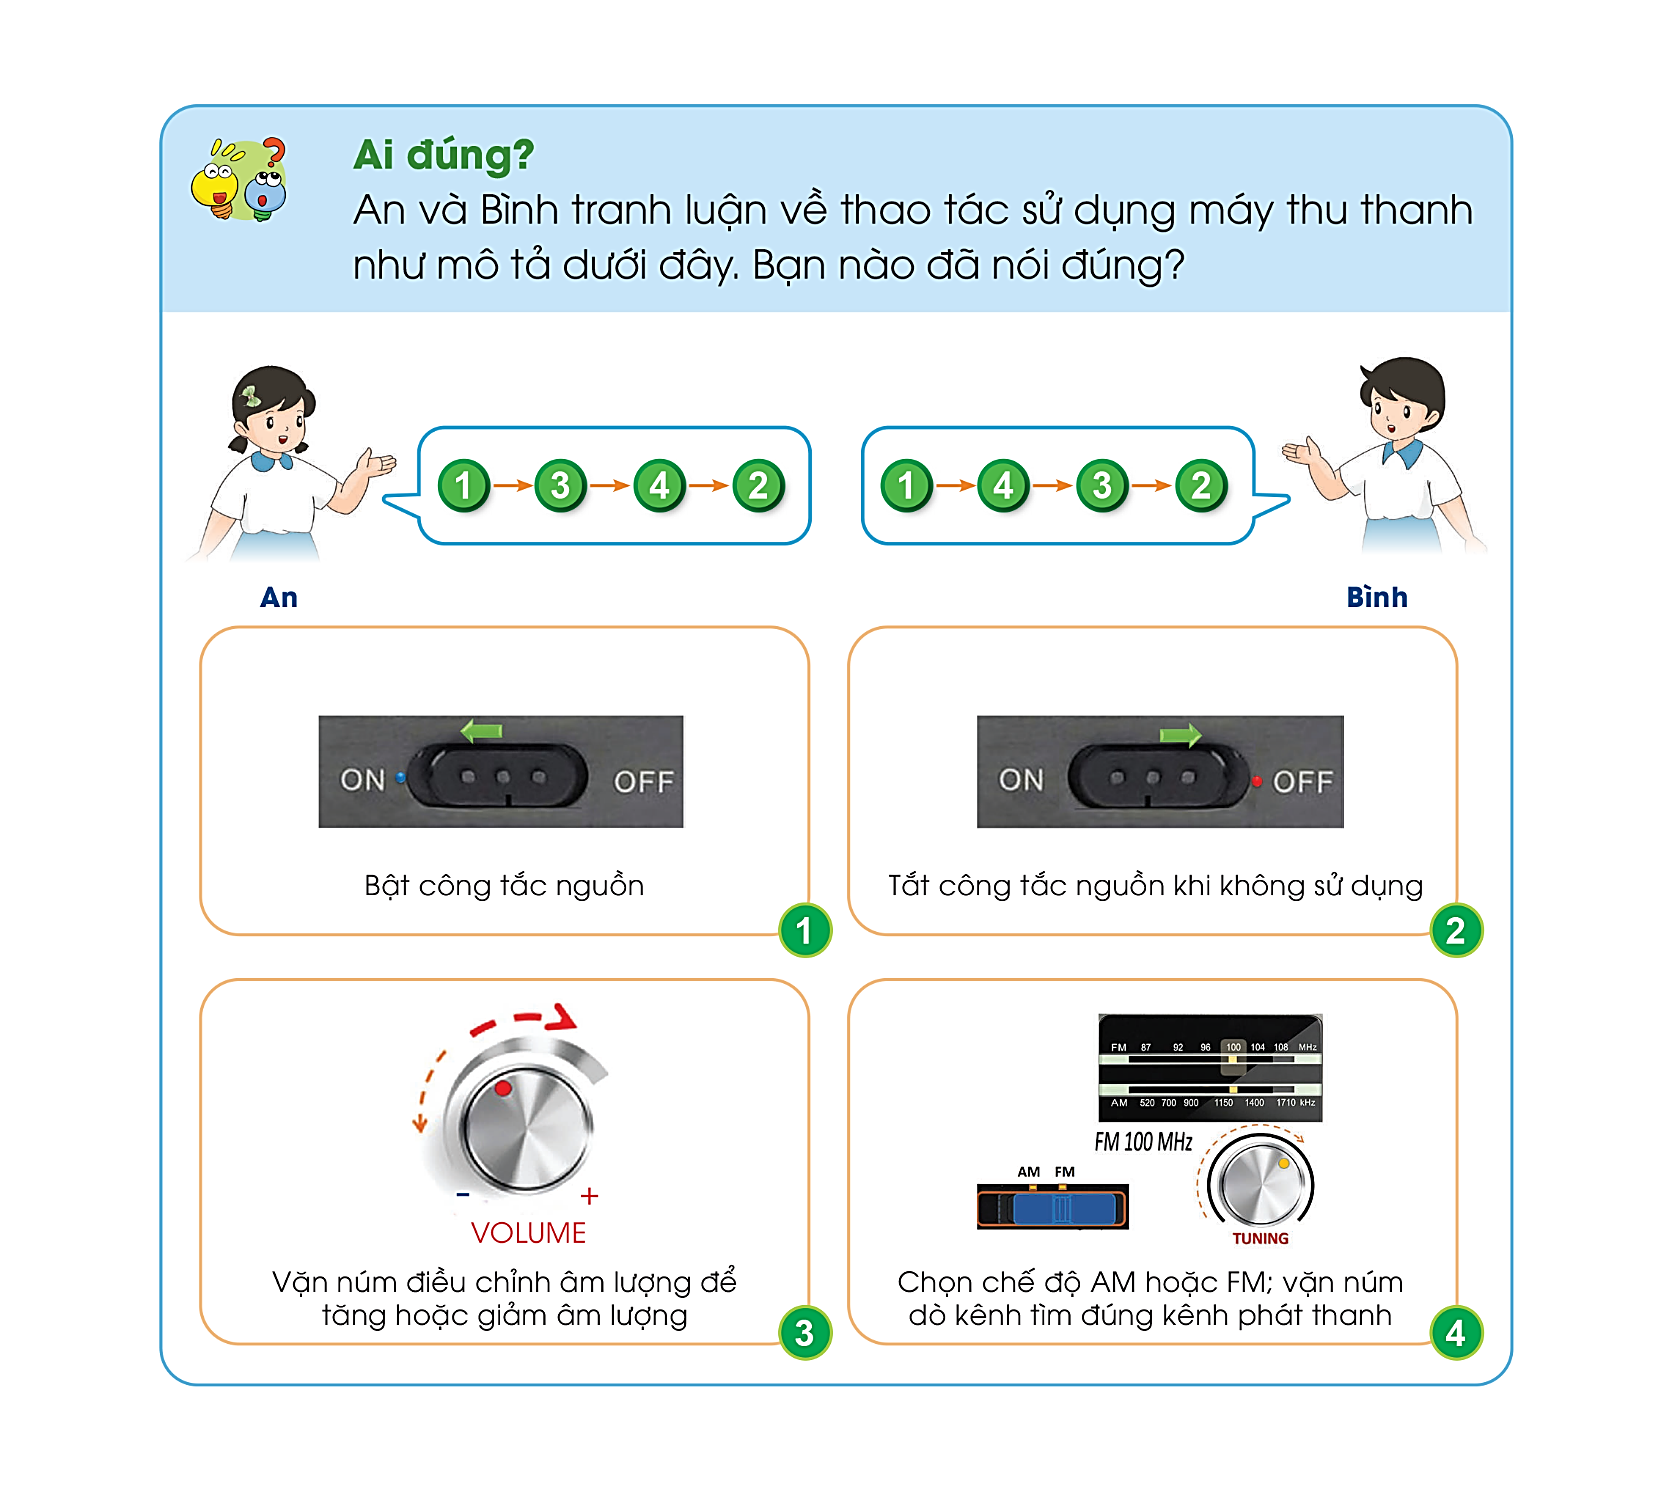 Ai đúng?
An và Bình tranh luận về thao tác sử dụng máy thu thanh
như mô tả dưới đây. Bạn nào đã nói đúng?
1 3 4 2
1 4 3 2
An
Bình
ON OFF
Bật công tắc nguồn
1
ON OFF
Tắt công tắc nguồn khi không sử dụng
2
- +
VOLUME
Vặn núm điều chỉnh âm lượng để
tăng hoặc giảm âm lượng
3
FM 87 92 96 100 104 108 MHz
AM 520 700 900 1150 1400 1710 kHz
FM 100 MHz
AM FM
TUNING
Chọn chế độ AM hoặc FM; vặn núm
dò kênh tìm đúng kênh phát thanh
4